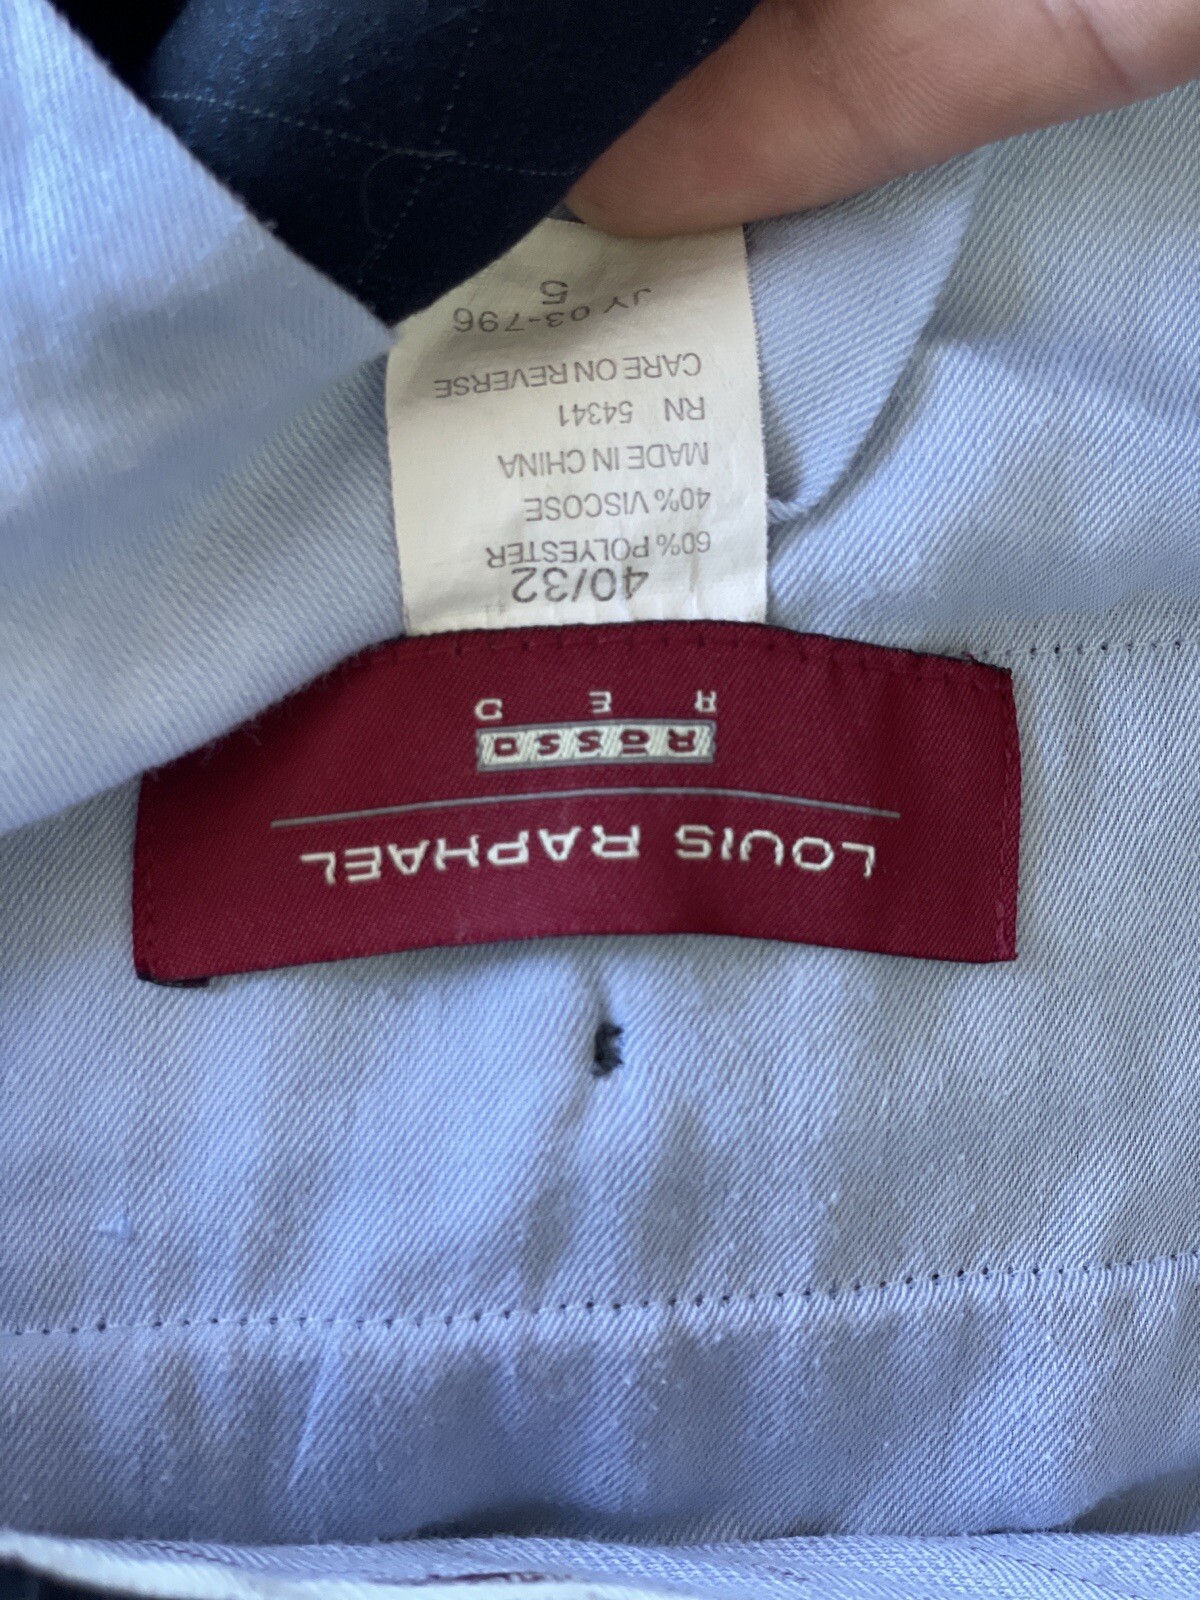 LOUIS RAPHAEL
ROSSO
RED
40/32
60% POLYESTER
40% VISCOSE
MADE IN CHINA
RN 54341
CARE ON REVERSE
JY 03-796
5